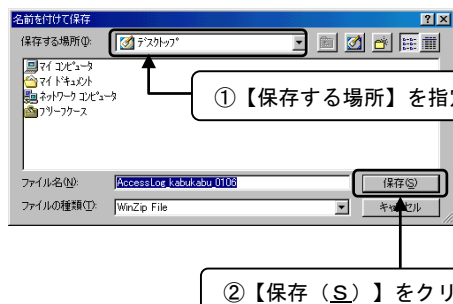 名前を付けて保存
保存する場所(I): デスクトップ
マイ コンピュータ
マイ ドキュメント
ネットワーク コンピュータ
ブリーフケース
①【保存する場所】を指
ファイル名(N): AccessLog_kabukabu_0106 保存(S)
ファイルの種類(T): WinZip File キャンセル
②【保存（S）】をクリ